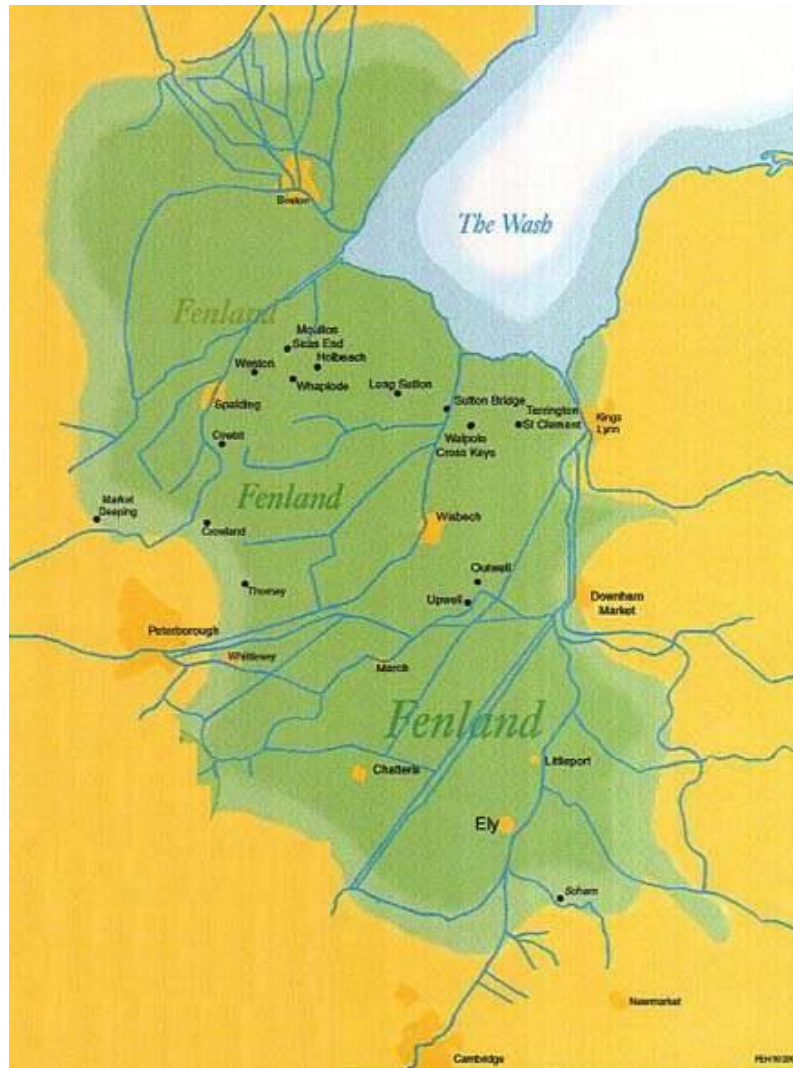 Boston
The Wash
Fenland
Moulton
Seas End
Holbeach
Weston
Whaplode
Long Sutton
Spalding
Sutton Bridge
Terrington
St Clement
Kings
Lynn
Cowbit
Walpole
Cross Keys
Fenland
Market
Deeping
Crowland
Wisbech
Outwell
Thorney
Upwell
Downham
Market
Peterborough
Whittlesey
March
Fenland
Chatteris
Littleport
Ely
Soham
Newmarket
Cambridge